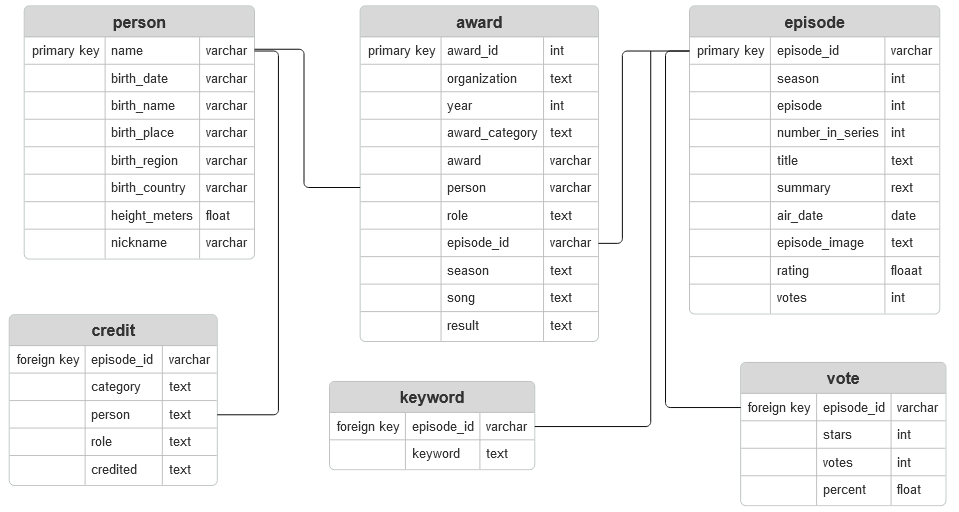 person
primary key name varchar
birth_date varchar
birth_name varchar
birth_place varchar
birth_region varchar
birth_country varchar
height_meters float
nickname varchar
award
primary key award_id int
organization text
year int
award_category text
award varchar
person varchar
role text
episode_id varchar
season text
song text
result text
episode
primary key episode_id varchar
season int
episode int
number_in_series int
title text
summary rext
air_date date
episode_image text
rating floaat
votes int
credit
foreign key episode_id varchar
category text
person text
role text
credited text
keyword
foreign key episode_id varchar
keyword text
vote
foreign key episode_id varchar
stars int
votes int
percent float